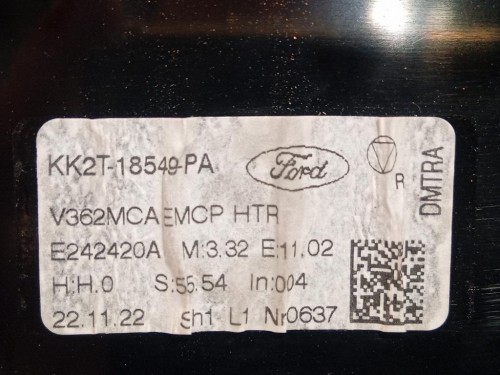 KK2T-18549-PA Ford R
V362MCA EMCP HTR
E242420A M:3.32 E:11.02
H:H.0 S:55.54 In:004
22.11.22 Sh1 L1 Nr0637
DMTRA